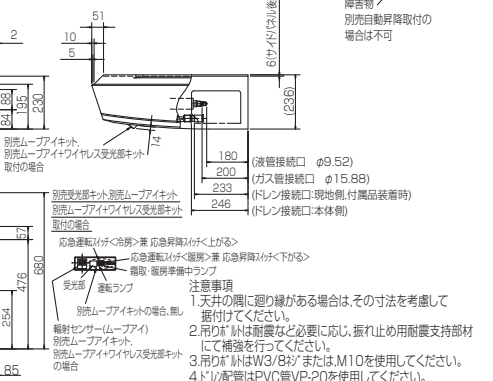 障害物
別売自動昇降取付の
場合は不可
6(サイドパネル後
2
51
10
5
88
195
230
84
(236)
14
別売ムーブアイキット,
別売ムーブアイ+ワイヤレス受光部キット
取付の場合
180
(液管接続口 φ9.52)
200
(ガス管接続口 φ15.88)
233
(ドレン接続口:現地側,付属品装着時)
246
(ドレン接続口:本体側)
別売受光部キット,別売ムーブアイキット
別売ムーブアイ+ワイヤレス受光部キット
取付の場合
応急運転スイッチ<冷房>兼 応急昇降スイッチ<上がる>
応急運転スイッチ<暖房>兼 応急昇降スイッチ<下がる>
霜取・暖房準備中ランプ
受光部
運転ランプ
別売ムーブアイキットの場合、無し
輻射センサー(ムーブアイ)
別売ムーブアイキット,
別売ムーブアイ+ワイヤレス受光部キット
の場合
57
476
680
254
85
注意事項
1.天井の隅に廻り縁がある場合は,その寸法を考慮して
据付けてください。
2.吊りボルトは耐震など必要に応じ,振れ止め用耐震支持部材
にて補強を行ってください。
3.吊りボルトはW3/8ネジまたは,M10を使用してください。
4.ドレン配管はPVC管VP-20を使用してください。